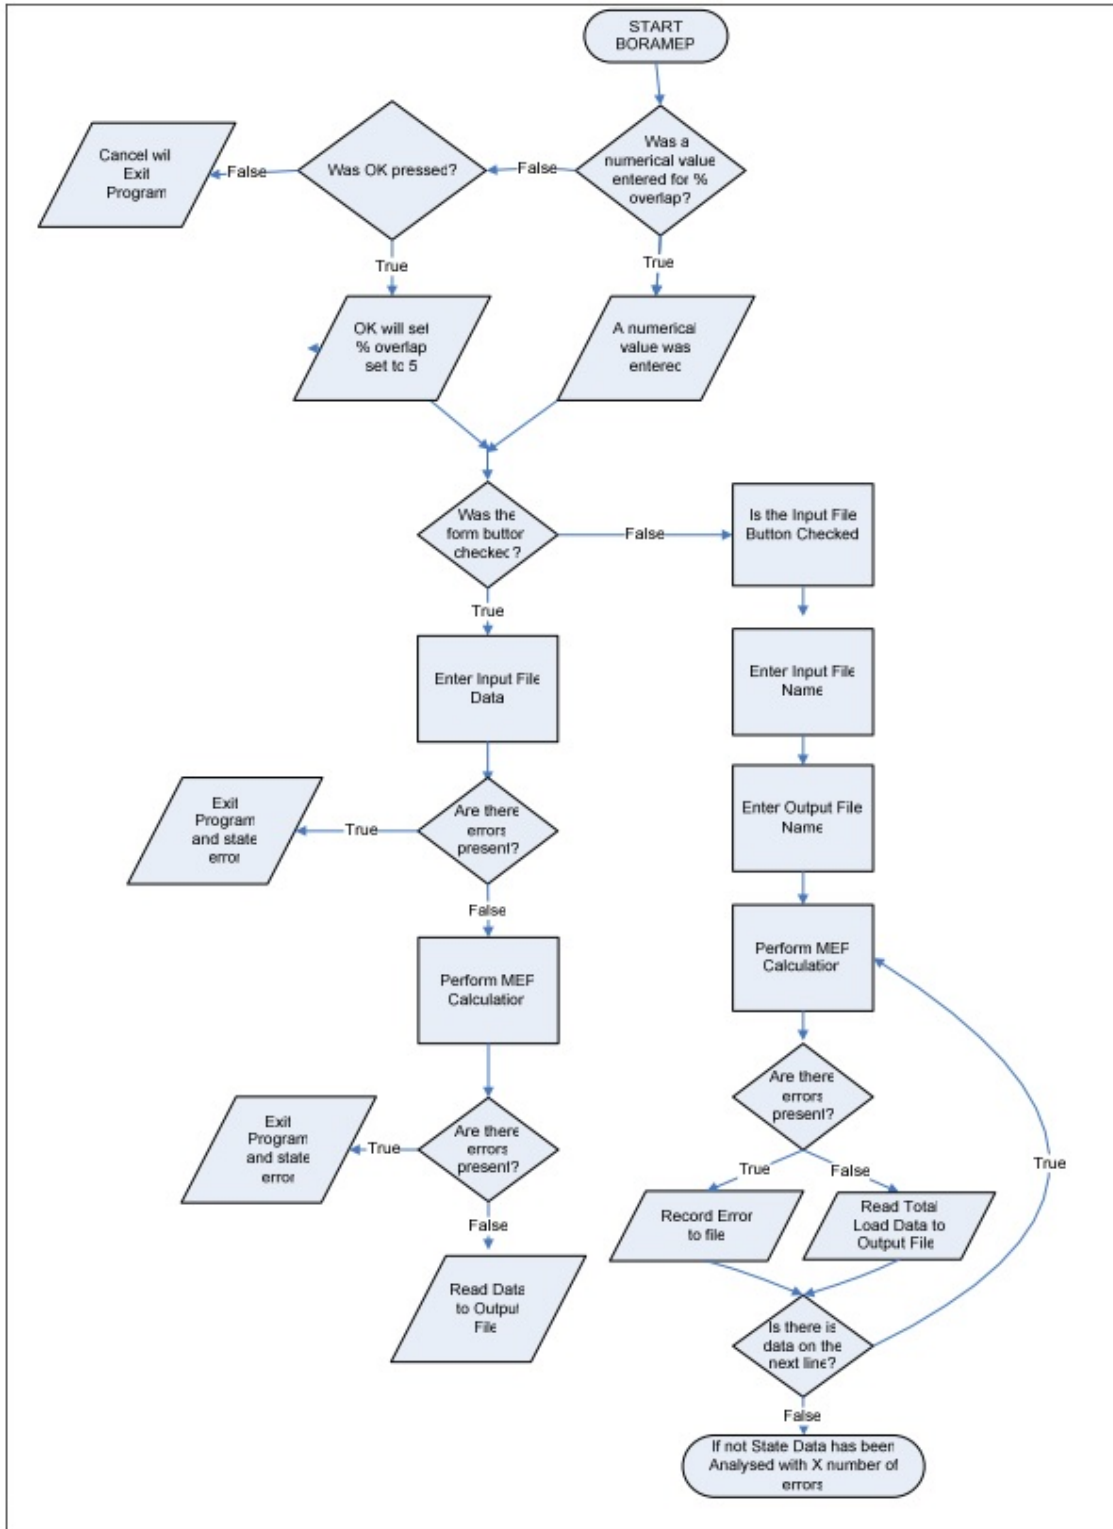 START
BORAMEP
Was a
numerical value
entered for %
overlap?
False
Was OK pressed?
False
Cancel will
Exit
Program
True
True
OK will set
% overlap
set to 5
A numerical
value was
entered
Was the
form button
checked?
False
Is the Input File
Button Checked
True
Enter Input File
Data
Enter Input File
Name
Are there
errors
present?
True
Exit
Program
and state
error
Enter Output File
Name
False
Perform MEP
Calculation
Perform MEP
Calculation
Are there
errors
present?
True
Exit
Program
and state
error
False
Read Data
to Output
File
Are there
errors
present?
True
False
True
Record Error
to file
Read Total
Load Data to
Output File
Is there is
data on the
next line?
False
If not State Data has been
Analysed with X number of
errors